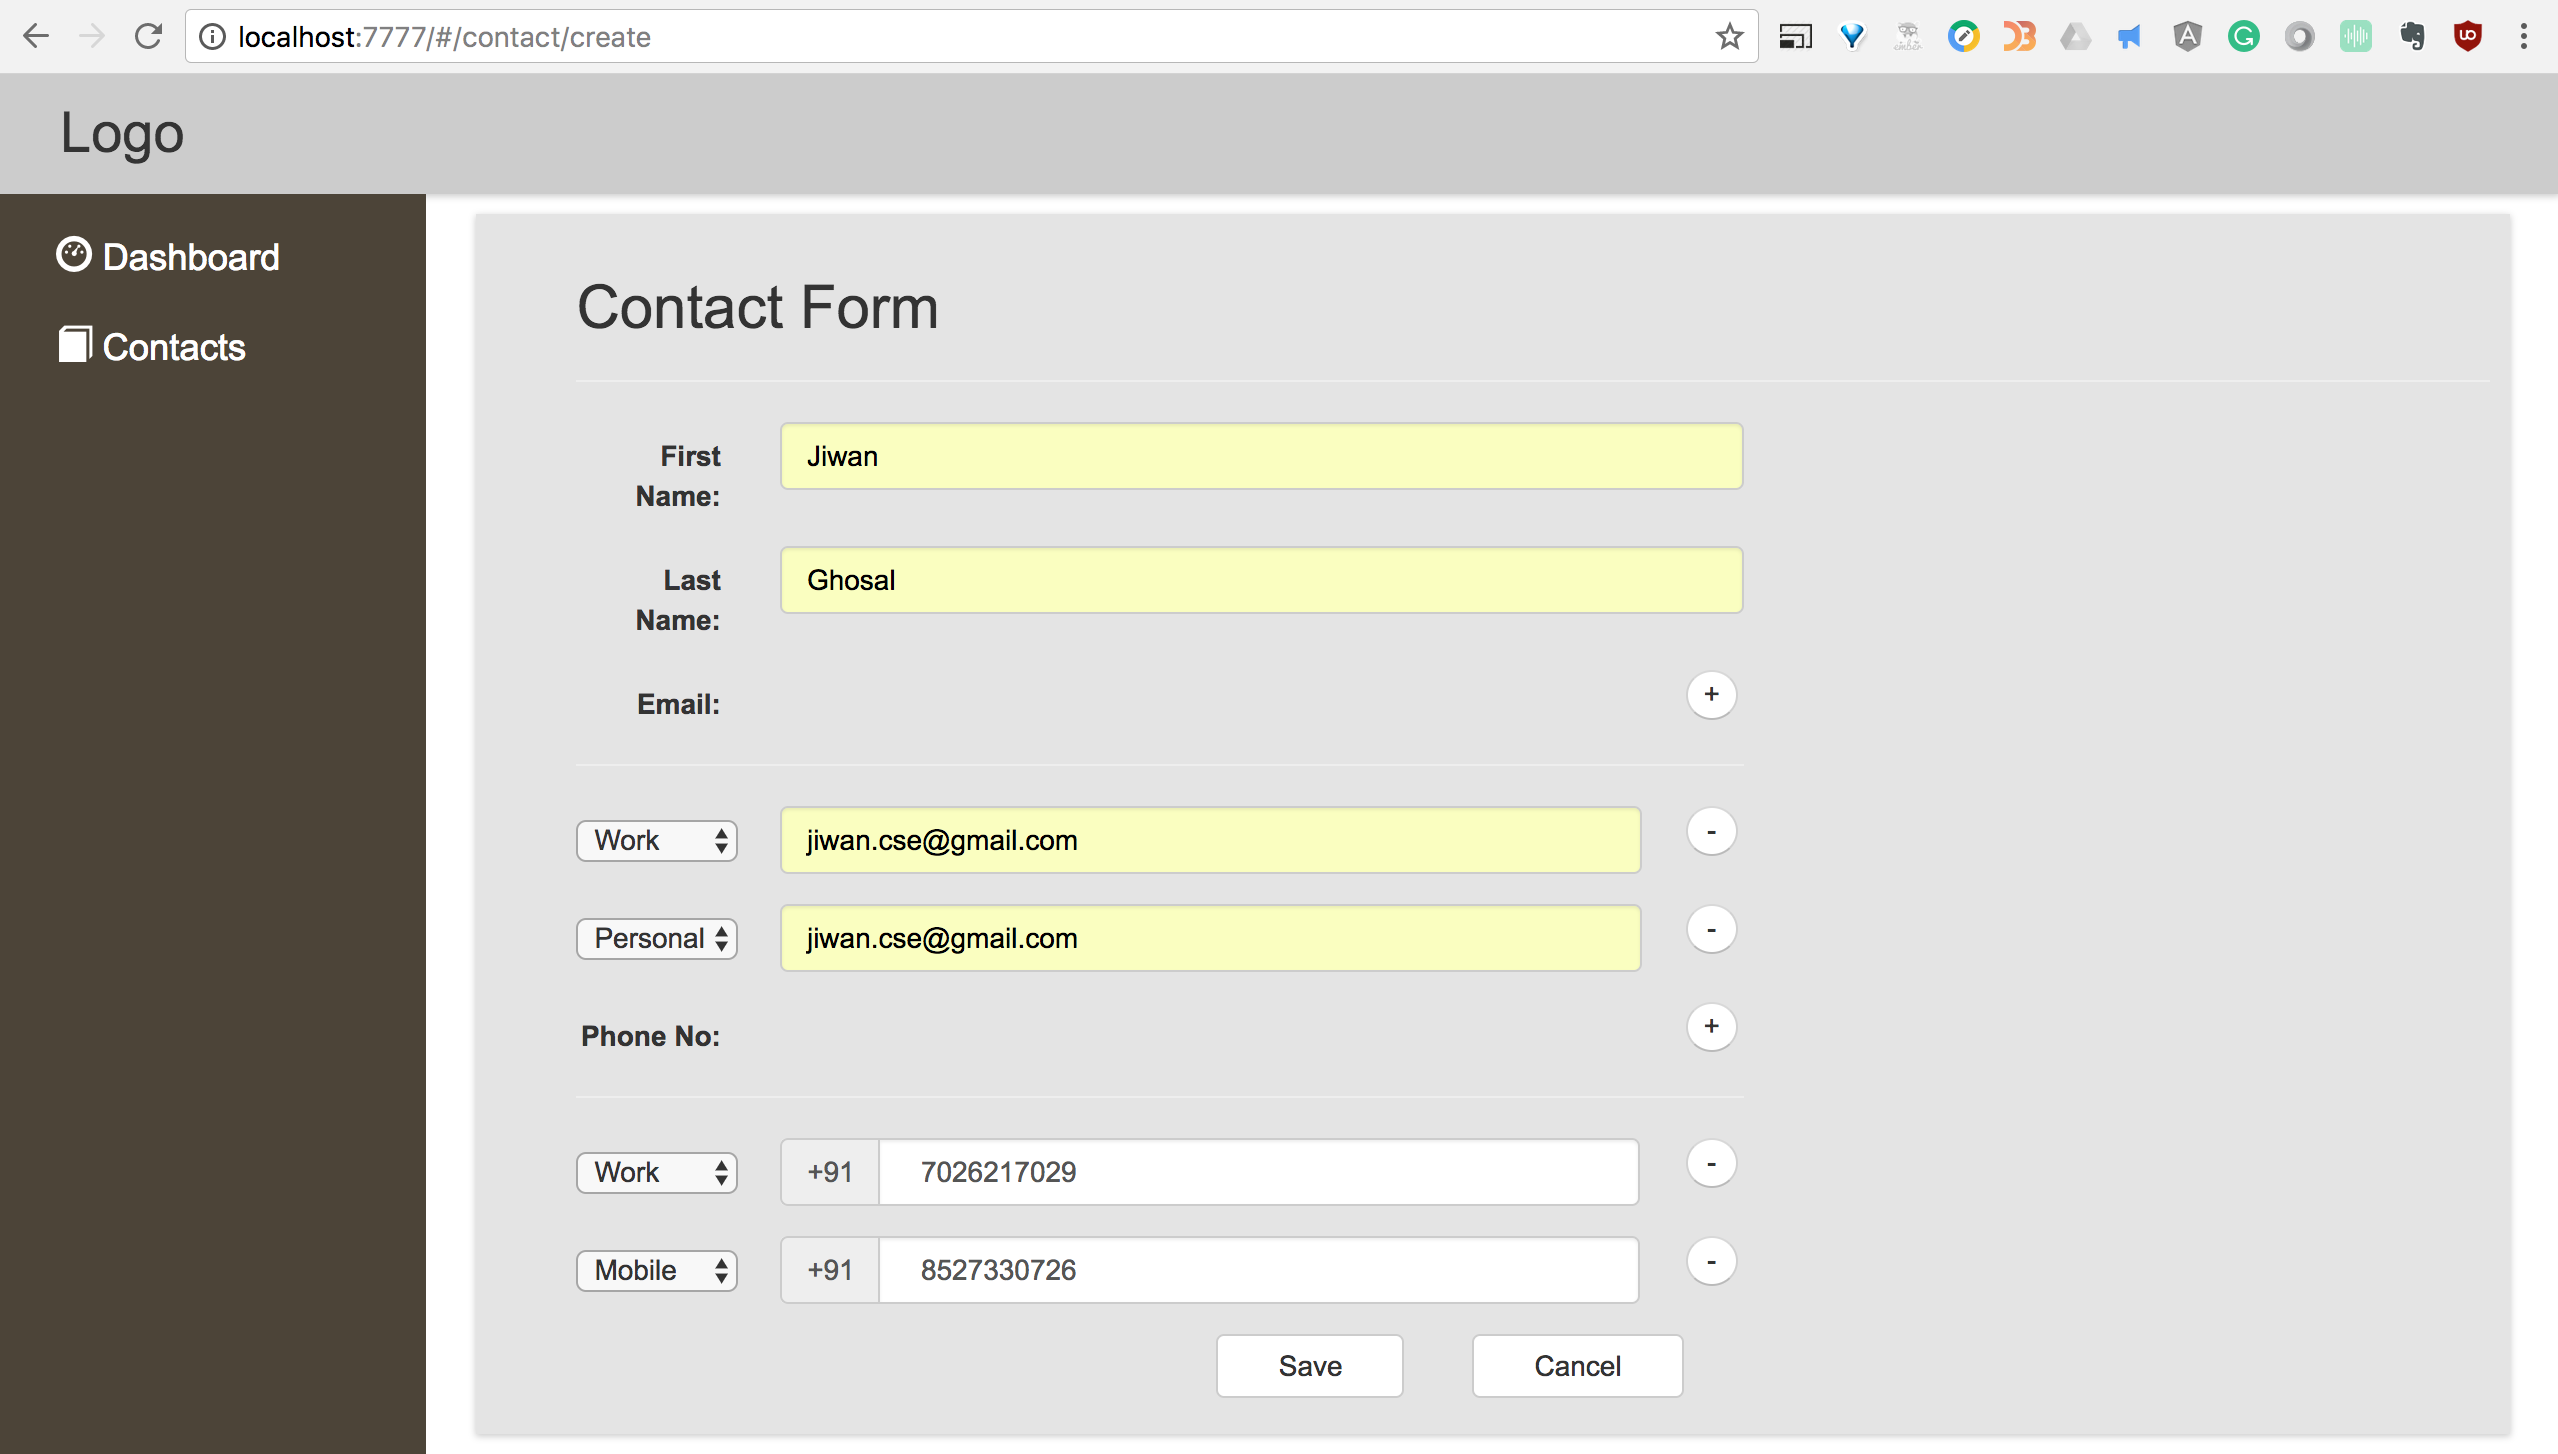 localhost:7777/#/contact/create
Logo
Dashboard
Contacts
Contact Form
First
Name:
Jiwan
Last
Name:
Ghosal
Email:
+
Work
jiwan.cse@gmail.com
-
Personal
jiwan.cse@gmail.com
-
Phone No:
+
Work
+91
7026217029
-
Mobile
+91
8527330726
-
Save
Cancel